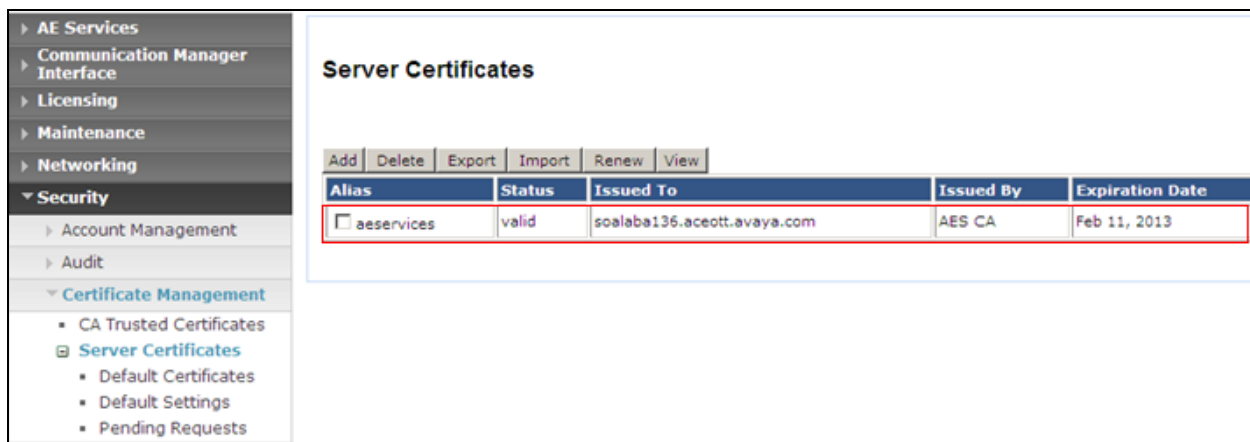 AE Services
Communication Manager
Interface
Licensing
Maintenance
Networking
Security
Account Management
Audit
Certificate Management
CA Trusted Certificates
Server Certificates
Default Certificates
Default Settings
Pending Requests
Server Certificates
Add Delete Export Import Renew View
Alias Status Issued To Issued By Expiration Date
aeservices valid soalaba136.aceott.avaya.com AES CA Feb 11, 2013